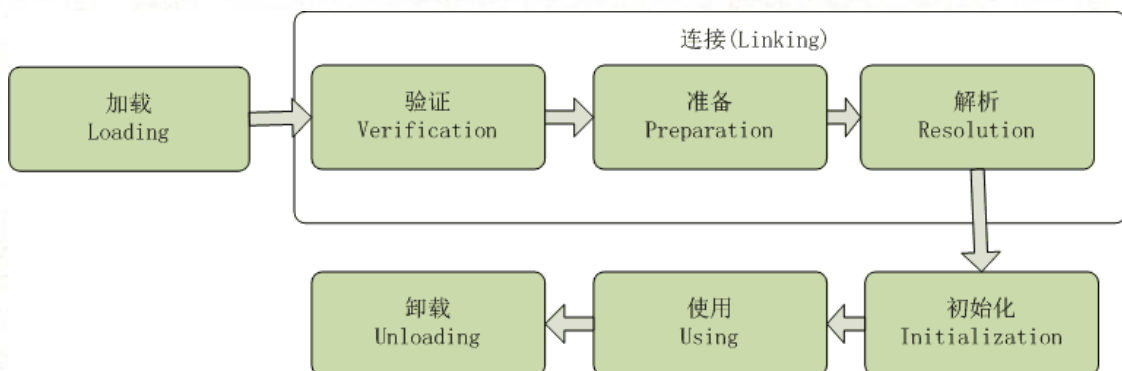 连接(Linking)
加载
Loading
验证
Verification
准备
Preparation
解析
Resolution
卸载
Unloading
使用
Using
初始化
Initialization